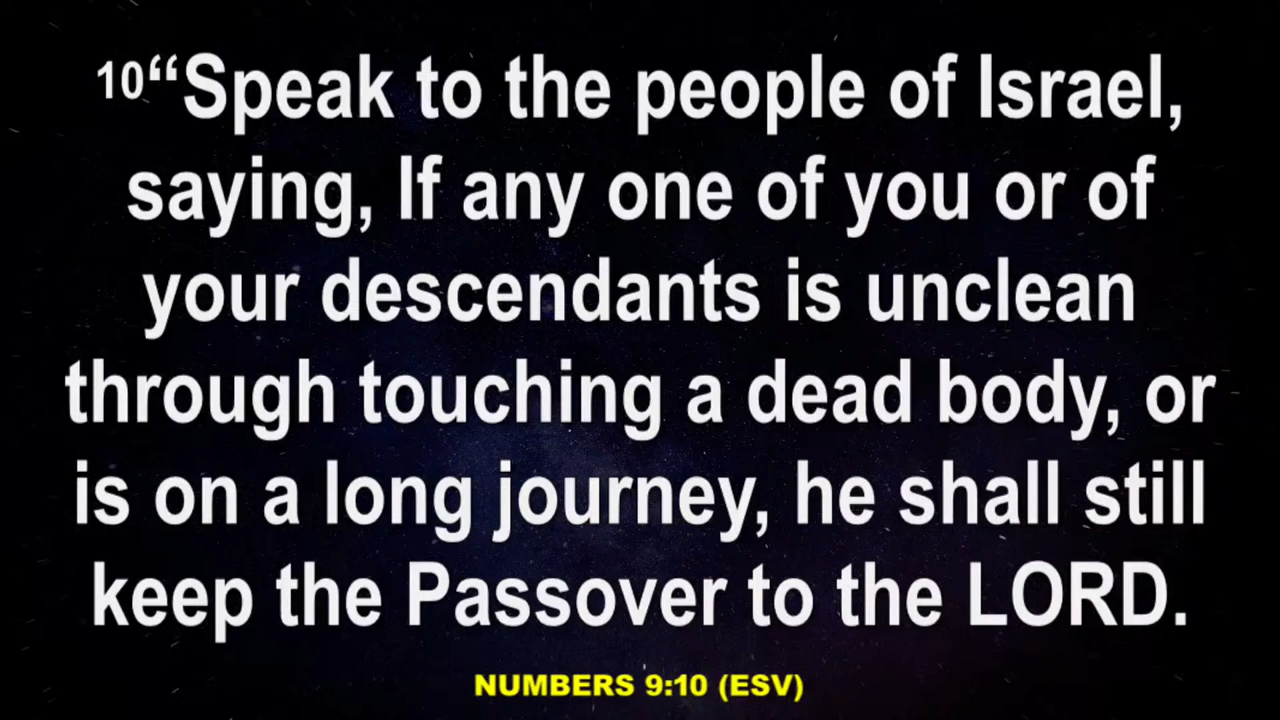 10“Speak to the people of Israel,
saying, If any one of you or of
your descendants is unclean
through touching a dead body, or
is on a long journey, he shall still
keep the Passover to the LORD.
NUMBERS 9:10 (ESV)